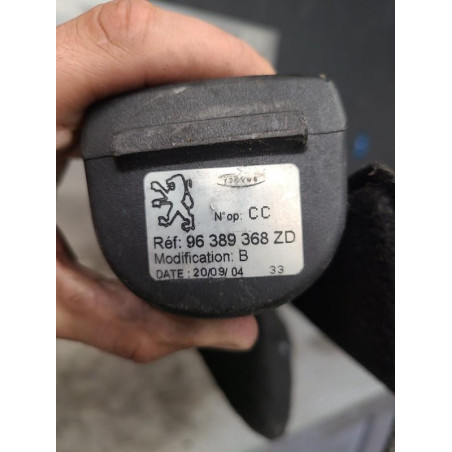 N°op: CC
Réf: 96 389 368 ZD
Modification: B
DATE : 20/09/04 33